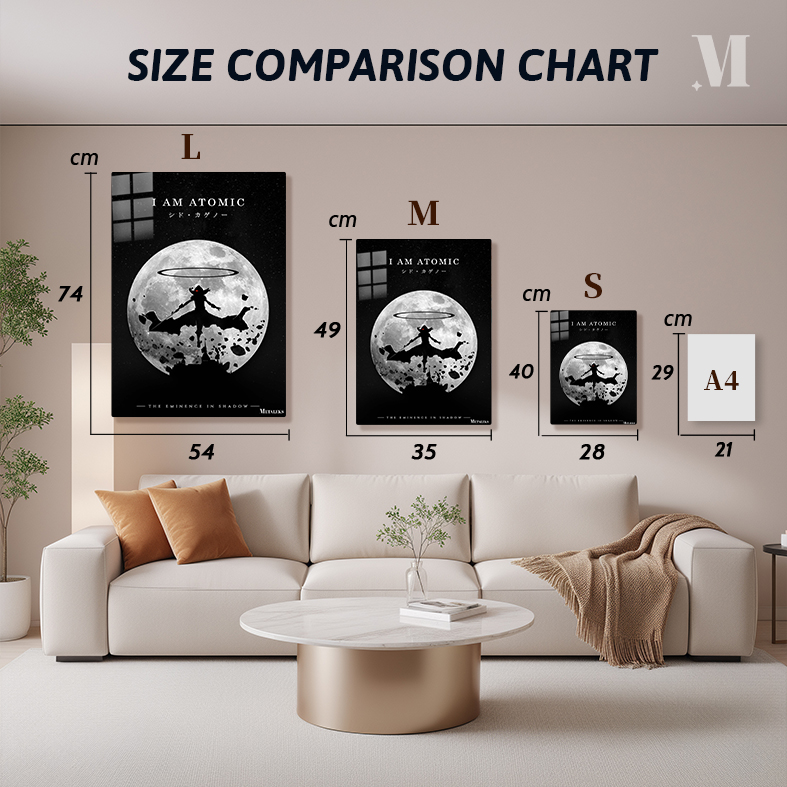 SIZE COMPARISON CHART
M
cm
L
74
54
I AM ATOMIC
シド・カゲノー
THE EMINENCE IN SHADOW
METALEKS
cm
M
49
35
I AM ATOMIC
シド・カゲノー
THE EMINENCE IN SHADOW
METALEKS
cm
S
40
28
I AM ATOMIC
cm
29
21
A4